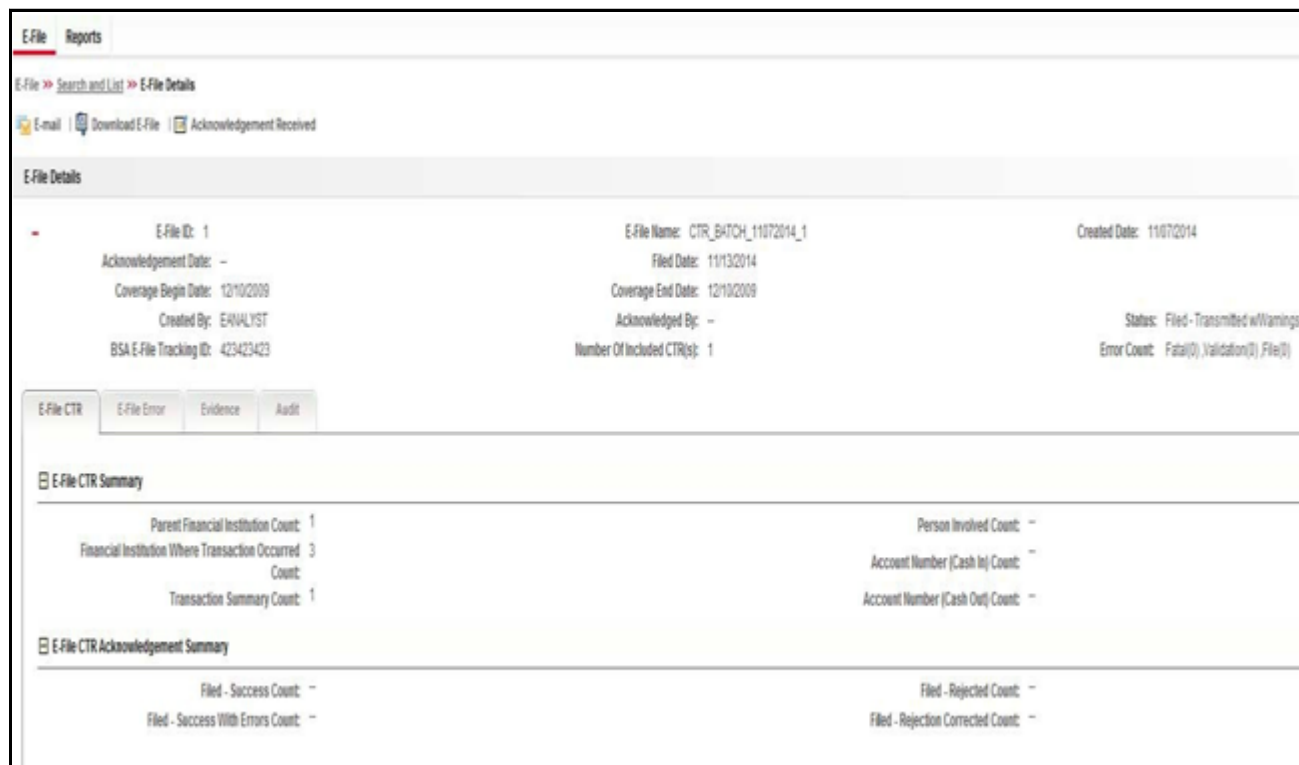 E-File Reports
E-File » Search and List » E-File Details
E-mail | Download E-File | Acknowledgement Received
E-File Details
E-File ID: 1 E-File Name: CTR_BATCH_11072014_1 Created Date: 11/07/2014
Acknowledgement Date: -- Filed Date: 11/13/2014
Coverage Begin Date: 12/10/2009 Coverage End Date: 12/10/2009
Created By: EANALYST Acknowledged By: -- Status: Filed - Transmitted w/Warnings
BSA E-File Tracking ID: 423423423 Number Of Included CTR(s): 1 Error Count: Fatal(0) ,Validation(0) ,File(0)
E-File CTR E-File Error Evidence Audit
E-File CTR Summary
Parent Financial Institution Count: 1 Person Involved Count: --
Financial Institution Where Transaction Occurred 3 Account Number (Cash In) Count: --
Count:
Transaction Summary Count: 1 Account Number (Cash Out) Count: --
E-File CTR Acknowledgement Summary
Filed - Success Count: -- Filed - Rejected Count: --
Filed - Success With Errors Count: -- Filed - Rejection Corrected Count: --